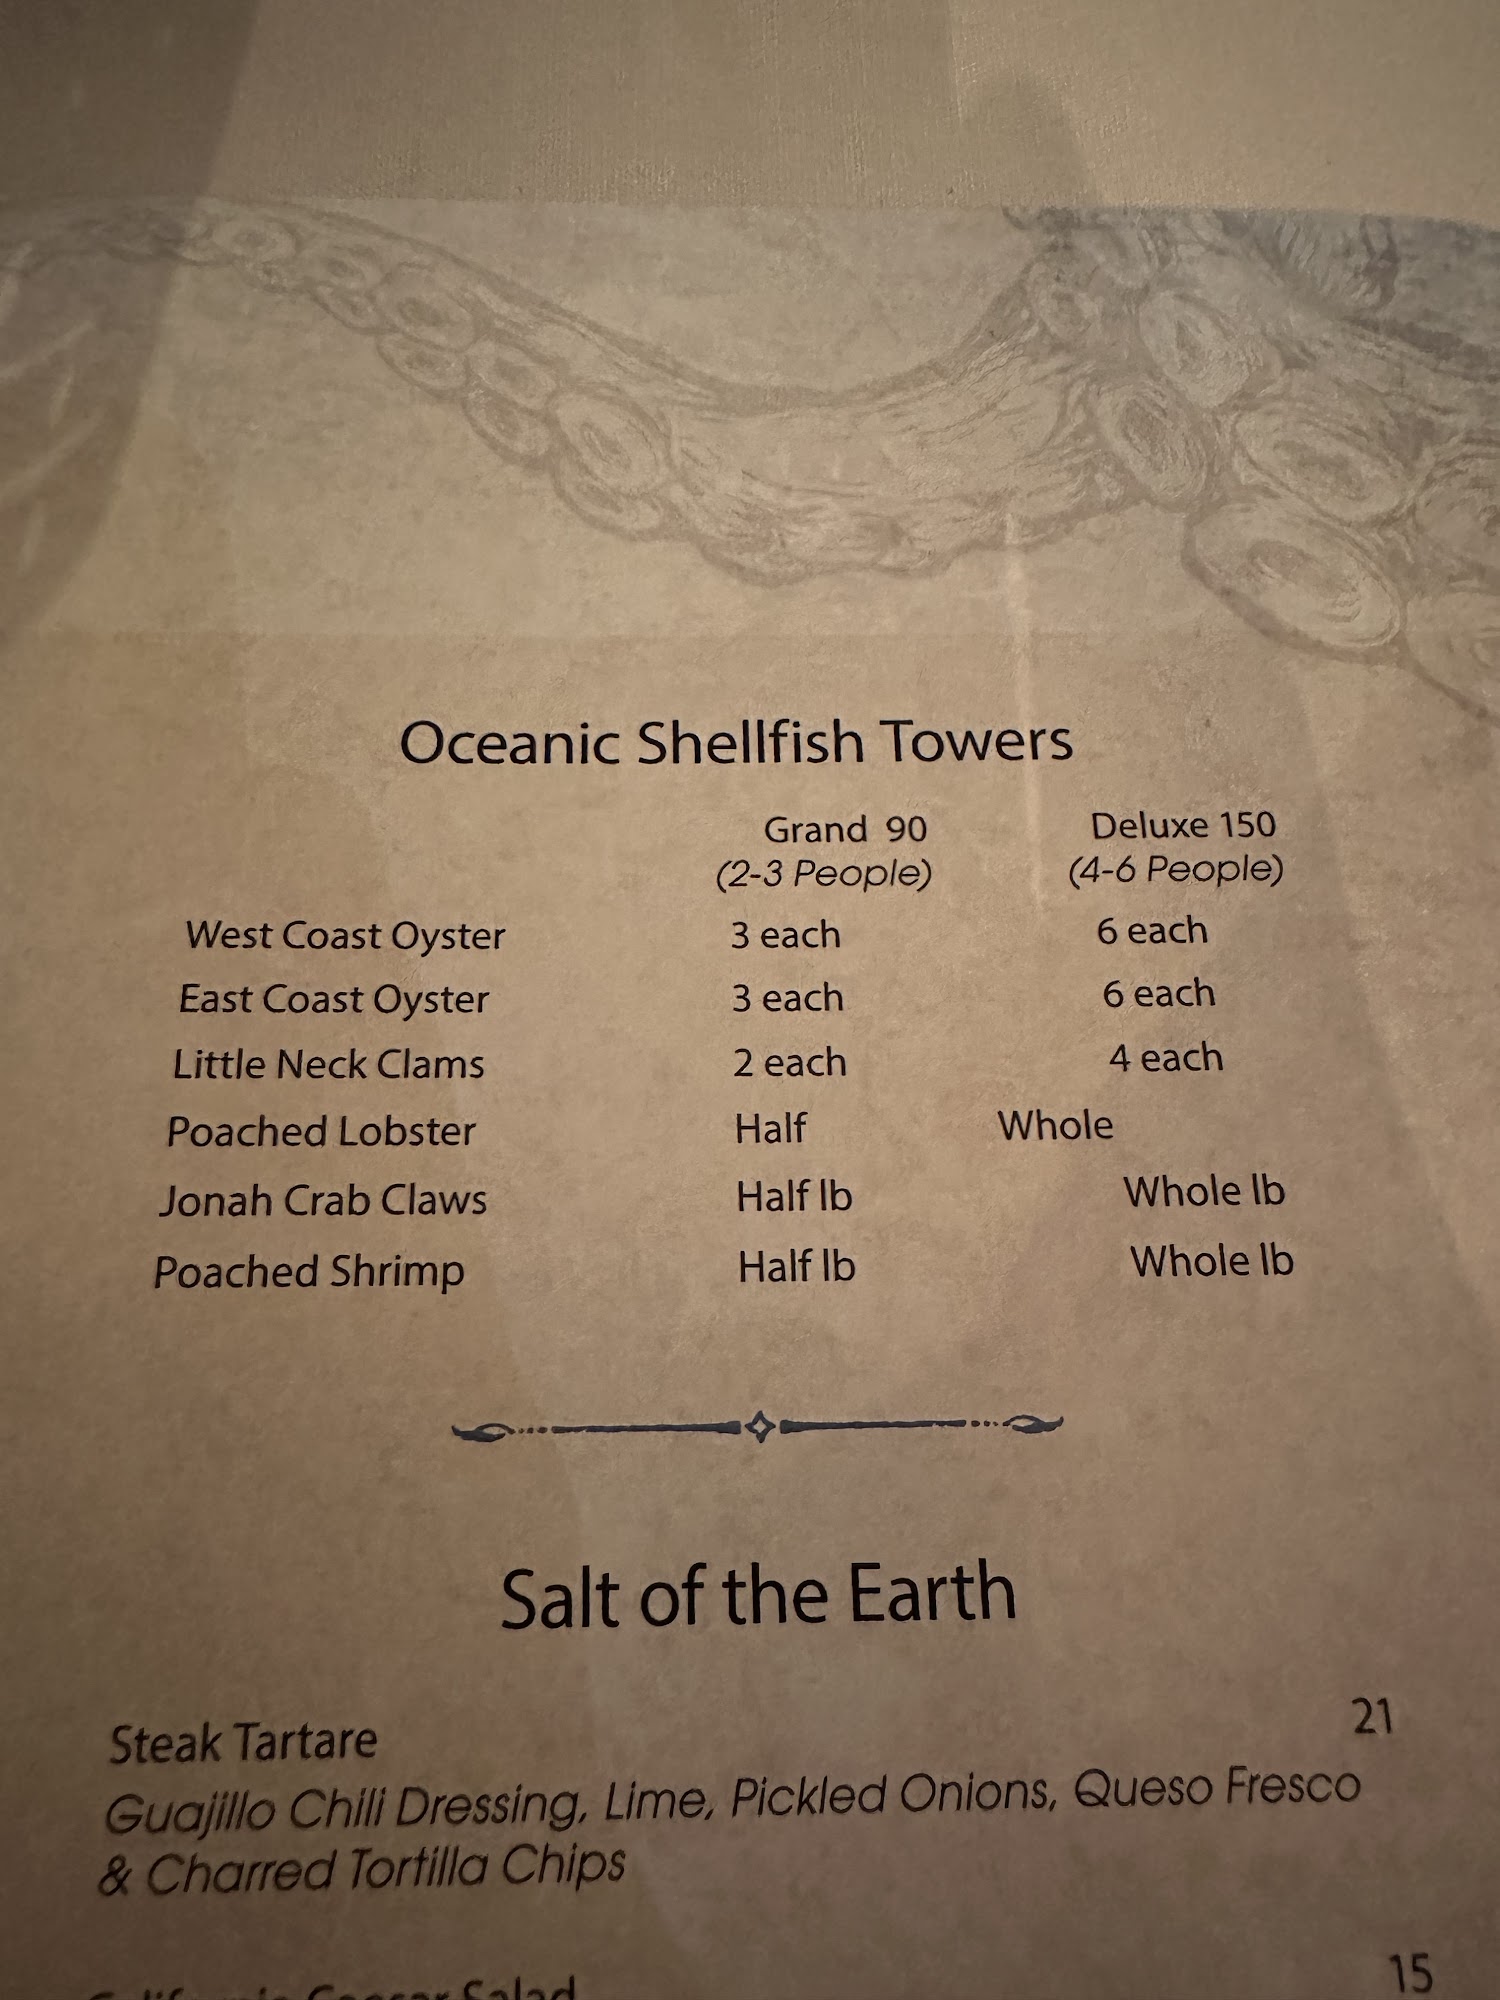 Oceanic Shellfish Towers
Grand 90 Deluxe 150
(2-3 People) (4-6 People)
West Coast Oyster 3 each 6 each
East Coast Oyster 3 each 6 each
Little Neck Clams 2 each 4 each
Poached Lobster Half Whole
Jonah Crab Claws Half lb Whole lb
Poached Shrimp Half lb Whole lb
Salt of the Earth
Steak Tartare 21
Guajillo Chili Dressing, Lime, Pickled Onions, Queso Fresco
& Charred Tortilla Chips
California Caesar Salad 15